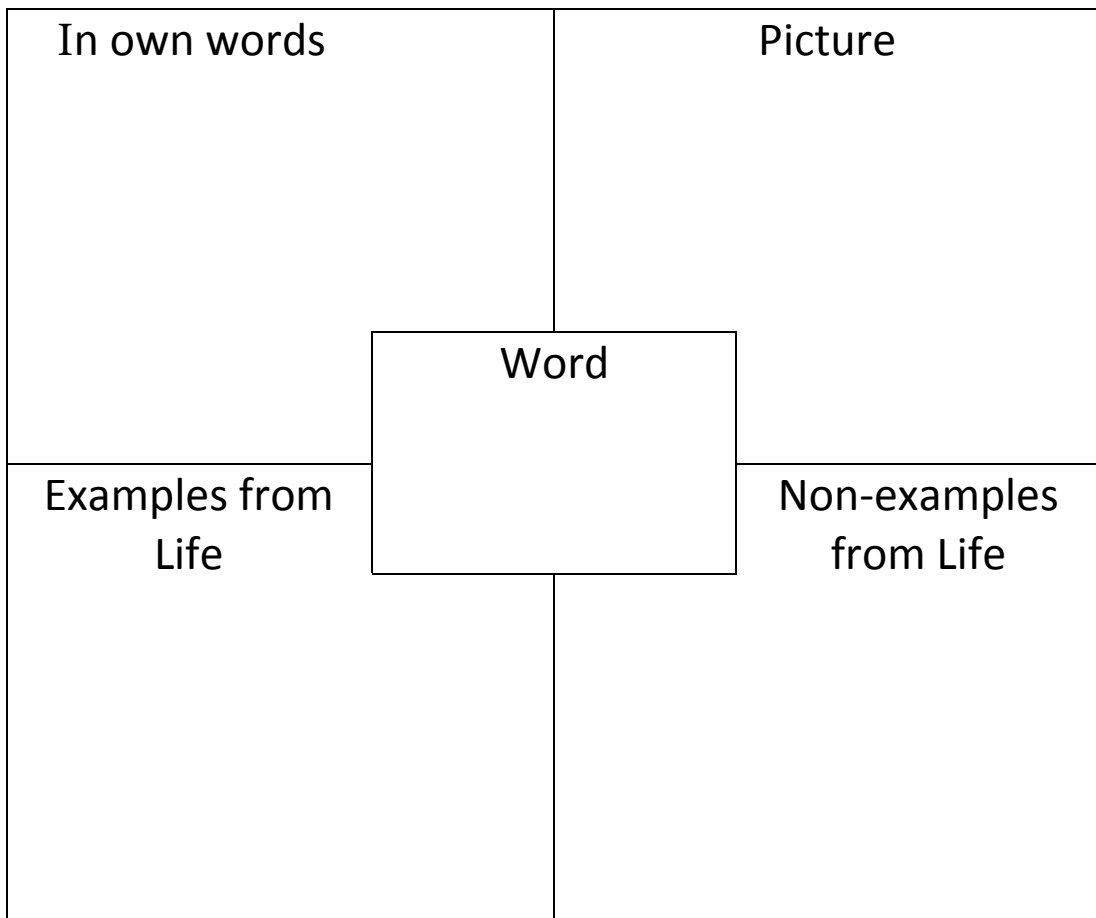 In own words
Picture
Word
Examples from
Life
Non-examples
from Life